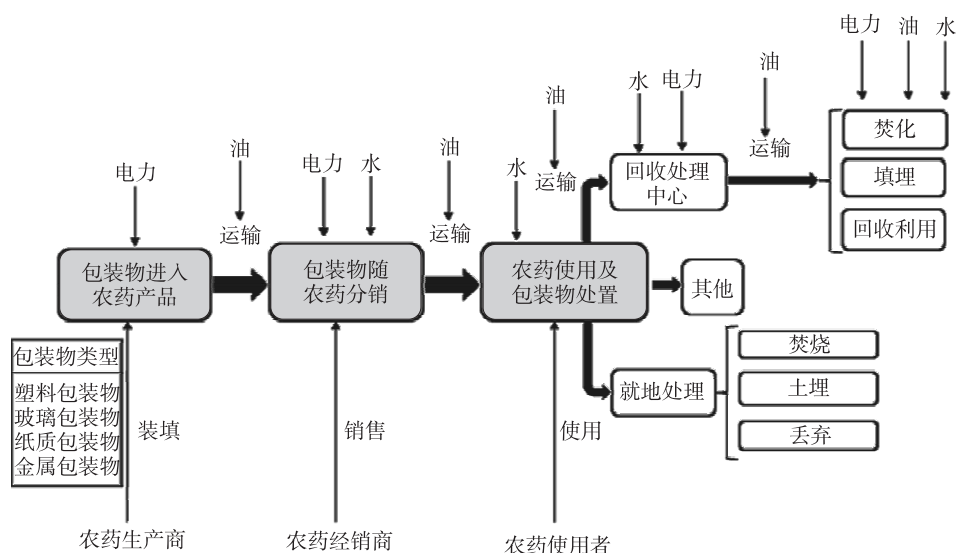 电力 油 水
油
水 电力
油
焚化
运输
回收处理
中心
运输
填埋
回收利用
电力
油
运输
电力 水
油
运输
水
包装物进入
农药产品
包装物随
农药分销
农药使用及
包装物处置
其他
包装物类型
塑料包装物
玻璃包装物
纸质包装物
金属包装物
装填
销售
使用
就地处理
焚烧
土埋
丢弃
农药生产商
农药经销商
农药使用者